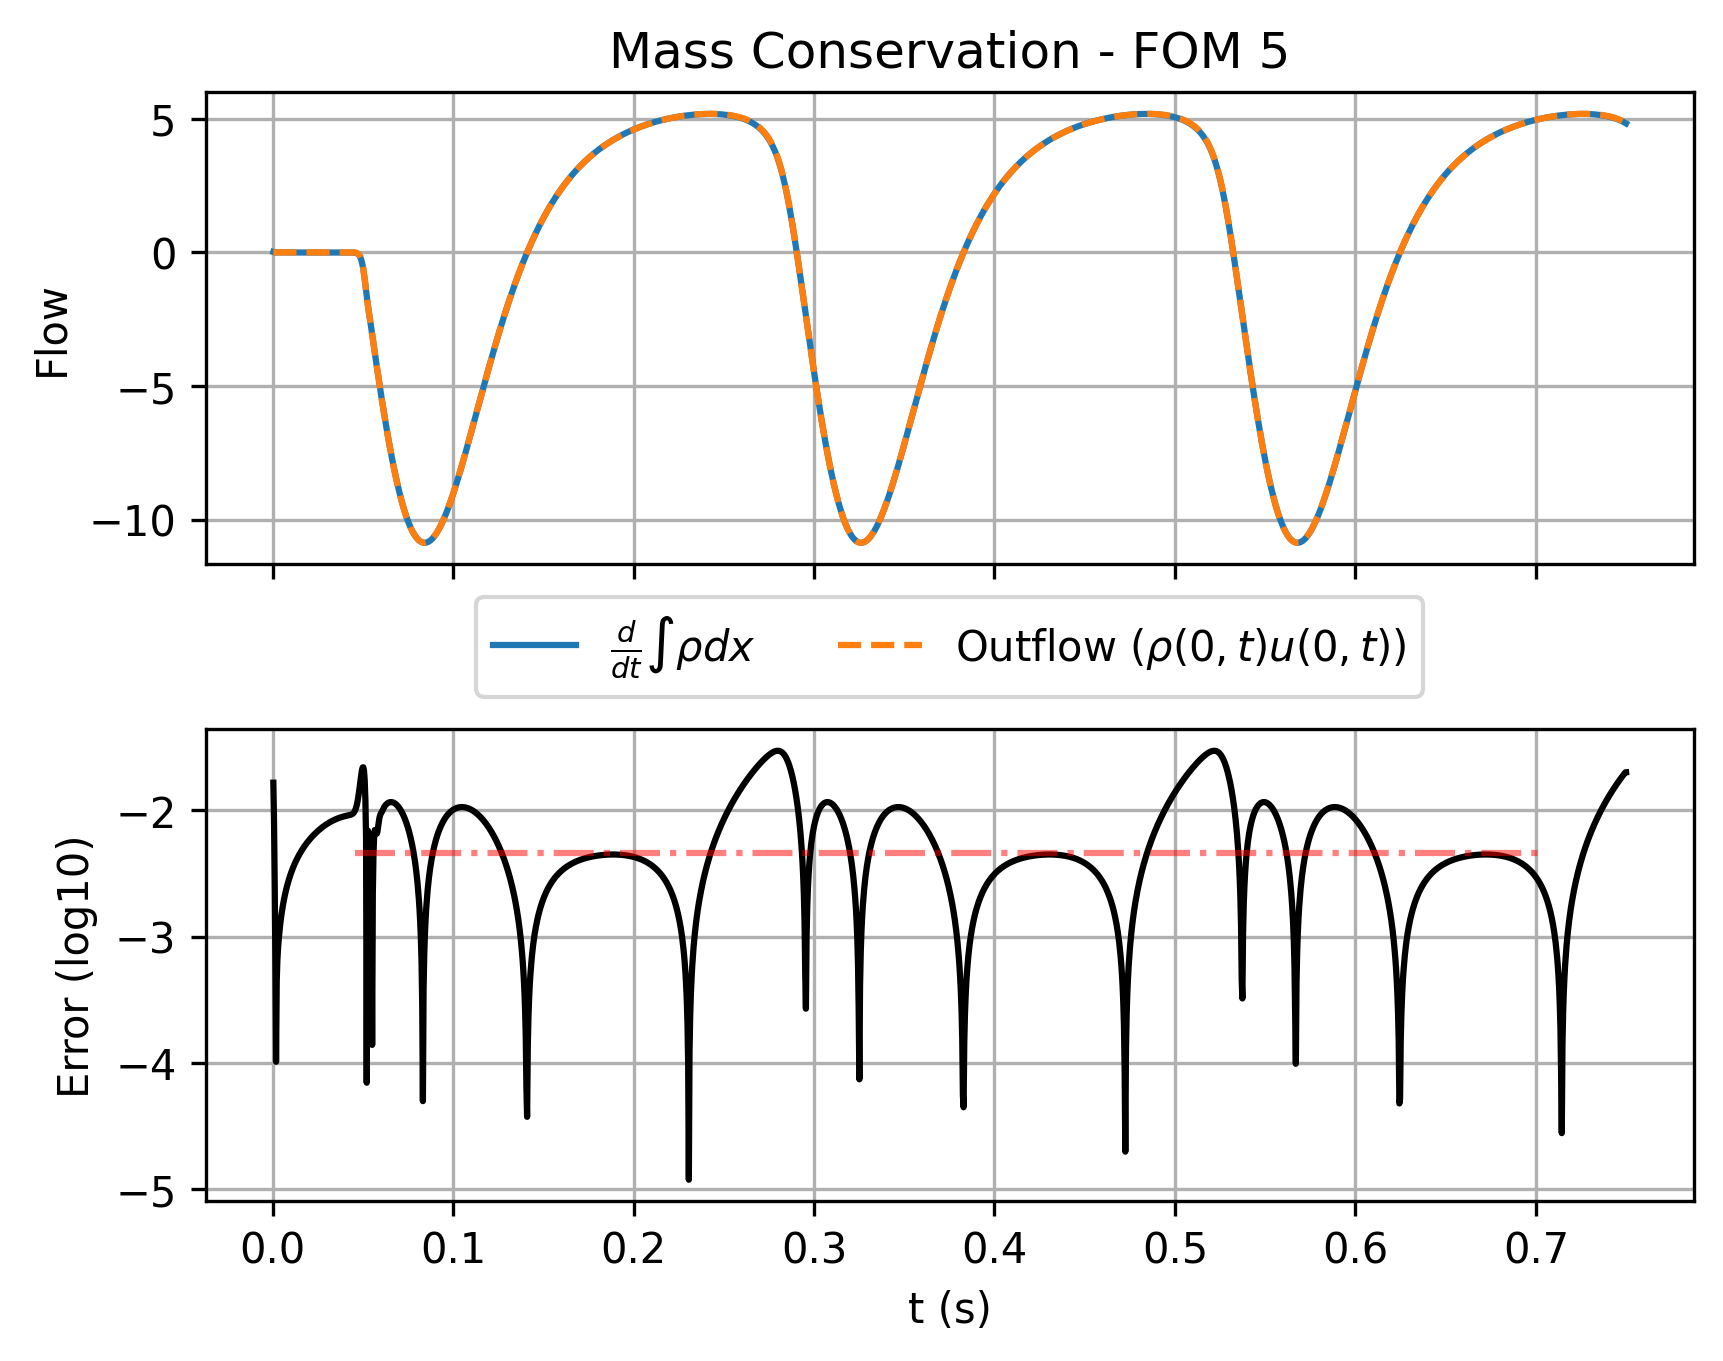 Mass Conservation - FOM 5
5
0
−5
−10
Flow
d/dt ∫ρdx
Outflow (ρ(0, t)u(0, t))
−2
−3
−4
−5
Error (log10)
0.0 0.1 0.2 0.3 0.4 0.5 0.6 0.7
t (s)